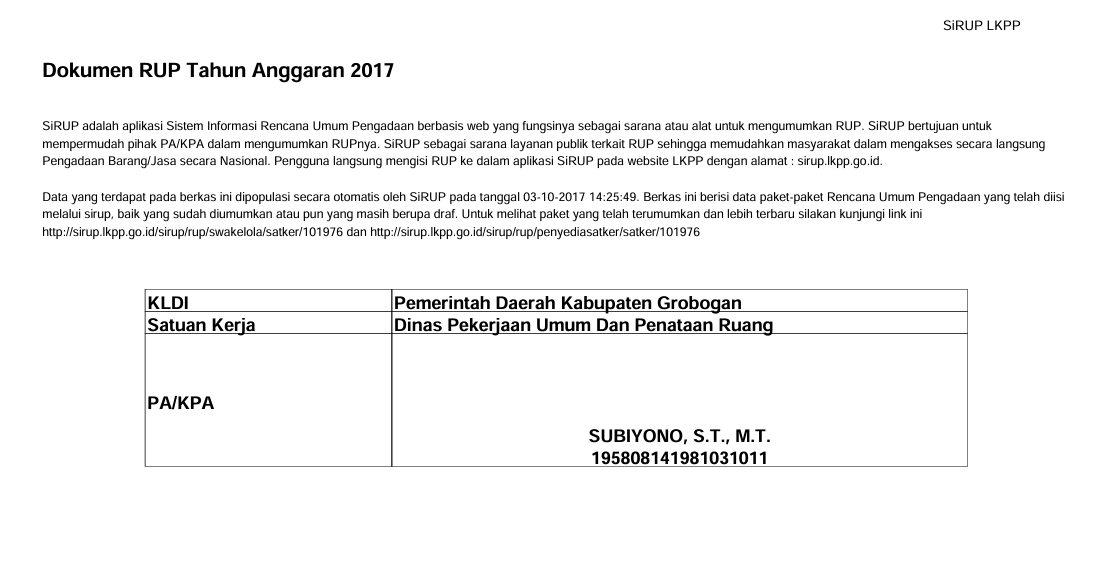 SiRUP LKPP
Dokumen RUP Tahun Anggaran 2017
SiRUP adalah aplikasi Sistem Informasi Rencana Umum Pengadaan berbasis web yang fungsinya sebagai sarana atau alat untuk mengumumkan RUP. SiRUP bertujuan untuk
mempermudah pihak PA/KPA dalam mengumumkan RUPnya. SiRUP sebagai sarana layanan publik terkait RUP sehingga memudahkan masyarakat dalam mengakses secara langsung
Pengadaan Barang/Jasa secara Nasional. Pengguna langsung mengisi RUP ke dalam aplikasi SiRUP pada website LKPP dengan alamat : sirup.lkpp.go.id.
Data yang terdapat pada berkas ini dipopulasi secara otomatis oleh SiRUP pada tanggal 03-10-2017 14:25:49. Berkas ini berisi data paket-paket Rencana Umum Pengadaan yang telah diisi
melalui sirup, baik yang sudah diumumkan atau pun yang masih berupa draf. Untuk melihat paket yang telah terumumkan dan lebih terbaru silakan kunjungi link ini
http://sirup.lkpp.go.id/sirup/rup/swakelola/satker/101976 dan http://sirup.lkpp.go.id/sirup/rup/penyediasatker/satker/101976
KLDI Pemerintah Daerah Kabupaten Grobogan
Satuan Kerja Dinas Pekerjaan Umum Dan Penataan Ruang
PA/KPA
SUBIYONO, S.T., M.T.
195808141981031011